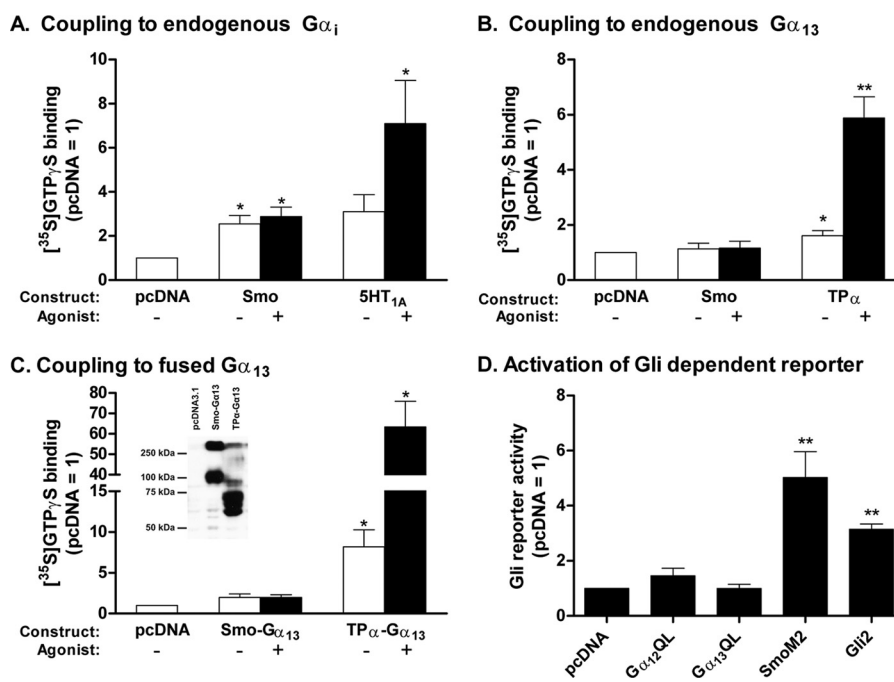 A. Coupling to endogenous Gαi
[35S]GTPγS binding
(pcDNA = 1)
10
8
6
4
2
0
*
*
*
Construct: pcDNA Smo 5HT1A
Agonist: - - + - +
B. Coupling to endogenous Gα13
[35S]GTPγS binding
(pcDNA = 1)
8
6
4
2
0
*
**
Construct: pcDNA Smo TPα
Agonist: - - + - +
C. Coupling to fused Gα13
[35S]GTPγS binding
(pcDNA = 1)
80
70
60
50
40
15
10
5
0
pcDNA3.1
Smo-Gα13
TPα-Gα13
250 kDa
100 kDa
75 kDa
50 kDa
*
*
Construct: pcDNA Smo-Gα13 TPα-Gα13
Agonist: - - + - +
D. Activation of Gli dependent reporter
Gli reporter activity
(pcDNA = 1)
8
6
4
2
0
**
**
pcDNA
Gα12QL
Gα13QL
SmoM2
Gli2